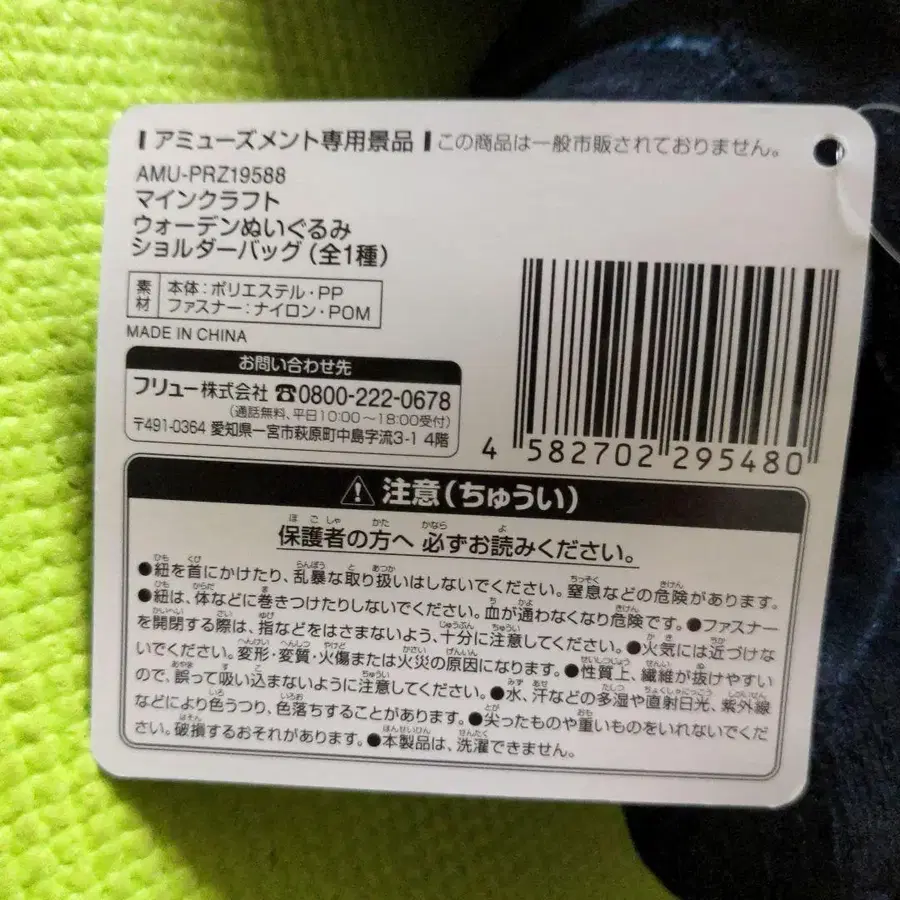 アミューズメント専用景品 この商品は一般市販されておりません。
AMU-PRZ19588
マインクラフト
ウォーデンぬいぐるみ
ショルダーバッグ(全1種)
素材 本体:ポリエステル・PP
ファスナー:ナイロン・POM
MADE IN CHINA
お問い合わせ先
フリュー株式会社 ☎0800-222-0678
(通話無料、平日10:00〜18:00受付)
〒491-0364 愛知県一宮市萩原町中島字流3-1 4階
4 582702 295480
⚠注意(ちゅうい)
保護者の方へ 必ずお読みください。
●紐を首にかけたり、乱暴な取り扱いはしないでください。窒息などの危険があります。
●紐は、体などに巻きつけたりしないでください。血が通わなくなり危険です。●ファスナー
を開閉する際は、指などをはさまないよう、十分に注意してください。●火気には近づけな
いでください。変形・変質・火傷または火災の原因になります。●性質上、繊維が抜けやすい
ので、誤って吸い込まないように注意してください。●水、汗などの多湿や直射日光、紫外線
などにより色うつり、色落ちすることがあります。●尖ったものや重いものをいれないでくだ
さい。破損するおそれがあります。●本製品は、洗濯できません。